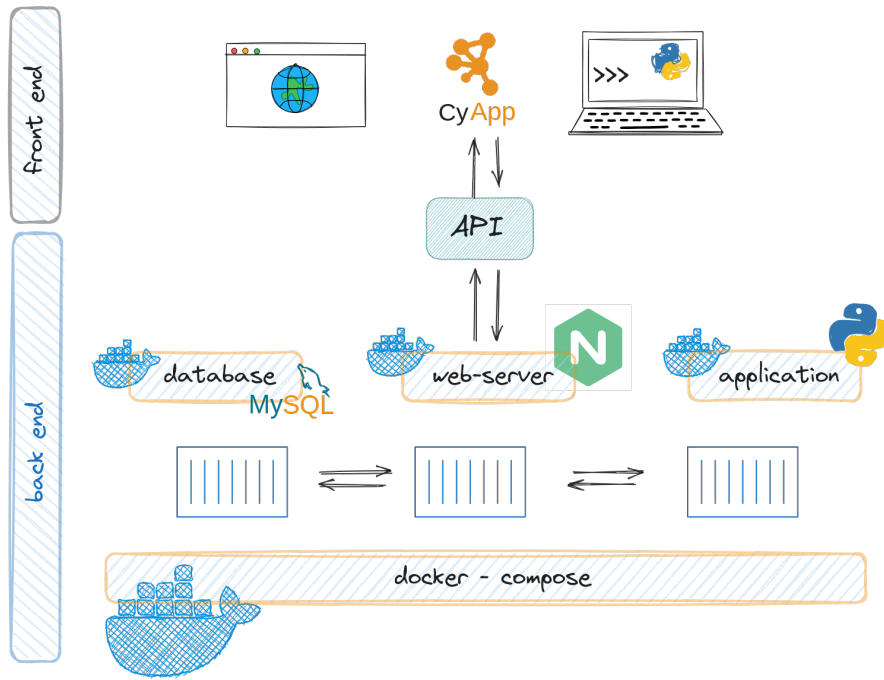 front end
>>>
CyApp
API
back end
database
MySQL
web-server
N
application
docker - compose